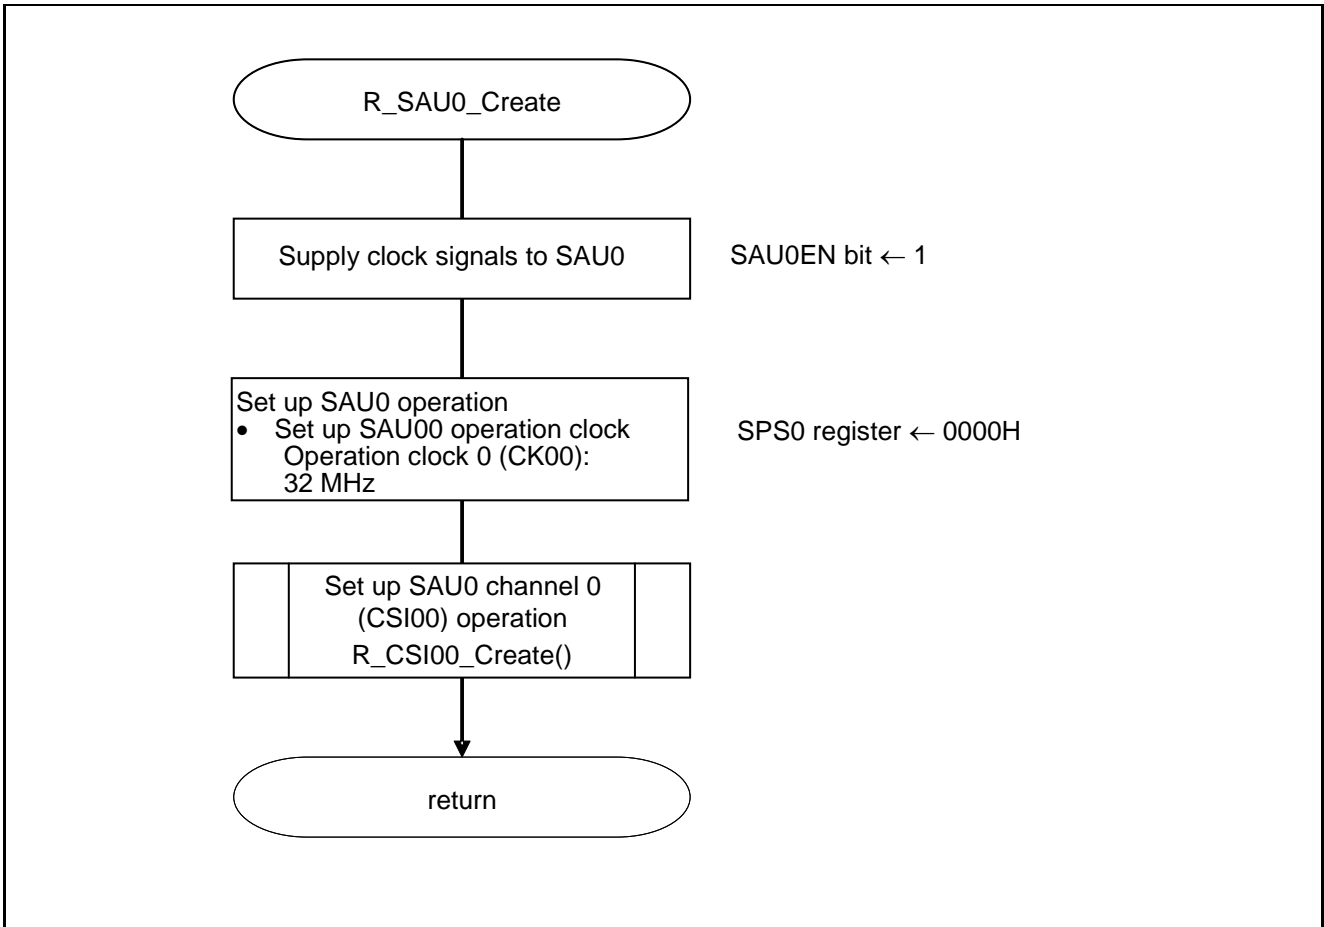 R_SAU0_Create
Supply clock signals to SAU0
SAU0EN bit ← 1
Set up SAU0 operation
• Set up SAU00 operation clock
Operation clock 0 (CK00):
32 MHz
SPS0 register ← 0000H
Set up SAU0 channel 0
(CSI00) operation
R_CSI00_Create()
return